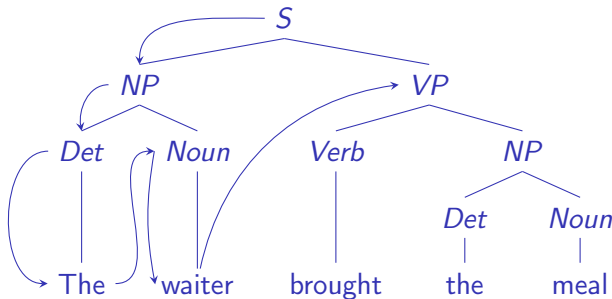 S
NP VP
Det Noun Verb NP
Det Noun
The waiter brought the meal